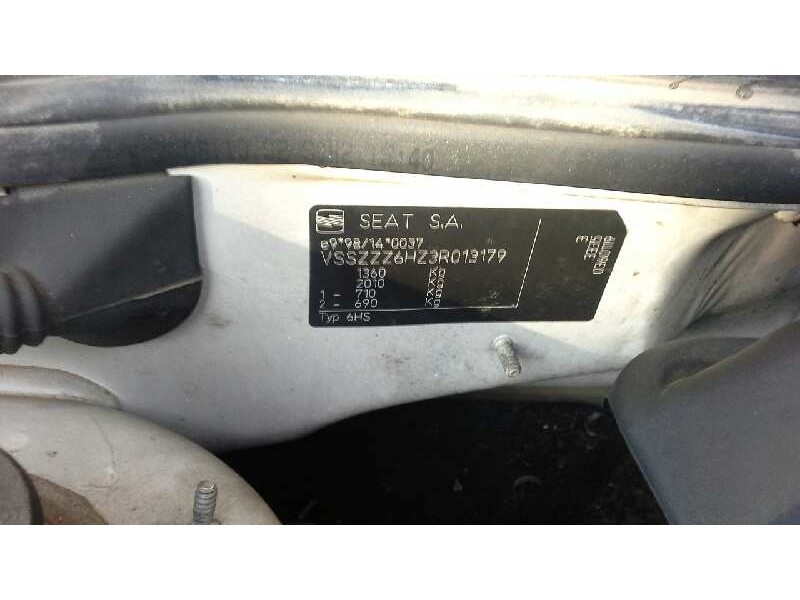 SEAT S.A.
e9*98/14*0037
VSSZZZ6HZ3R013179
1360 Kg
2010 Kg
1 - 710 Kg
2 - 690 Kg
Typ 6HS